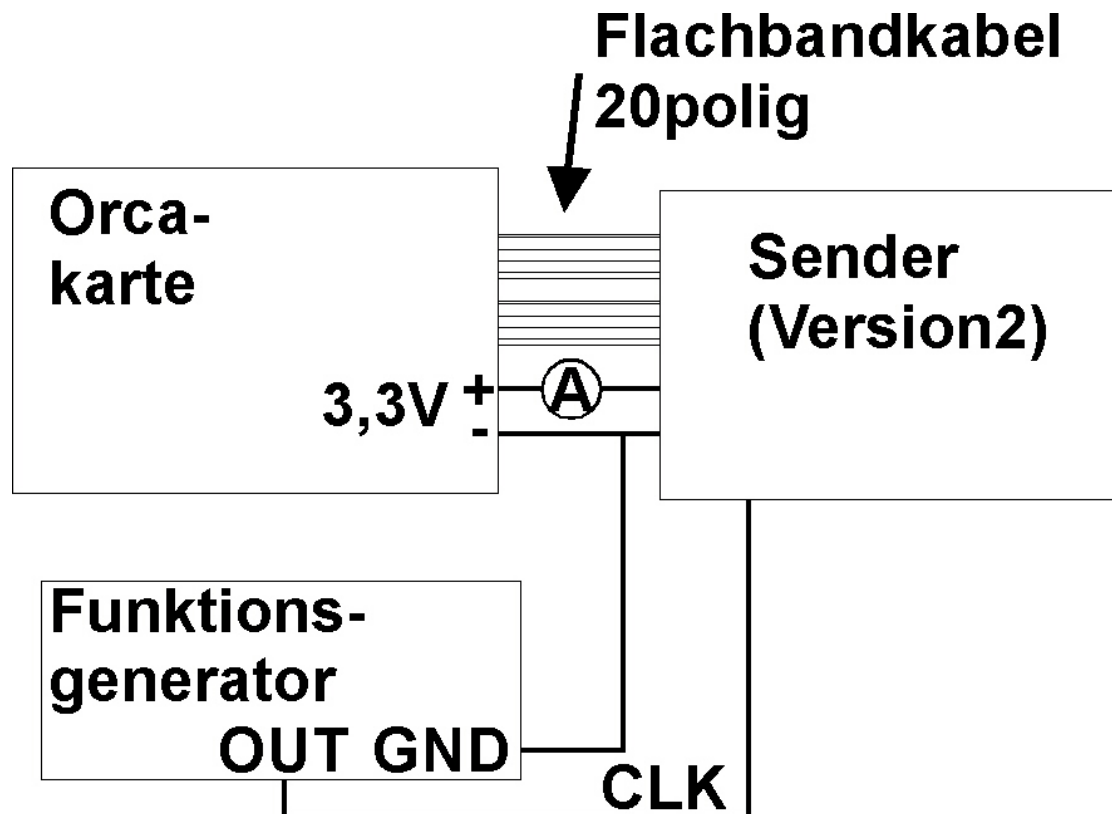 Flachbandkabel
20polig
Orca-
karte
Sender
(Version2)
3,3V
+
-
A
Funktions-
generator
OUT GND
CLK